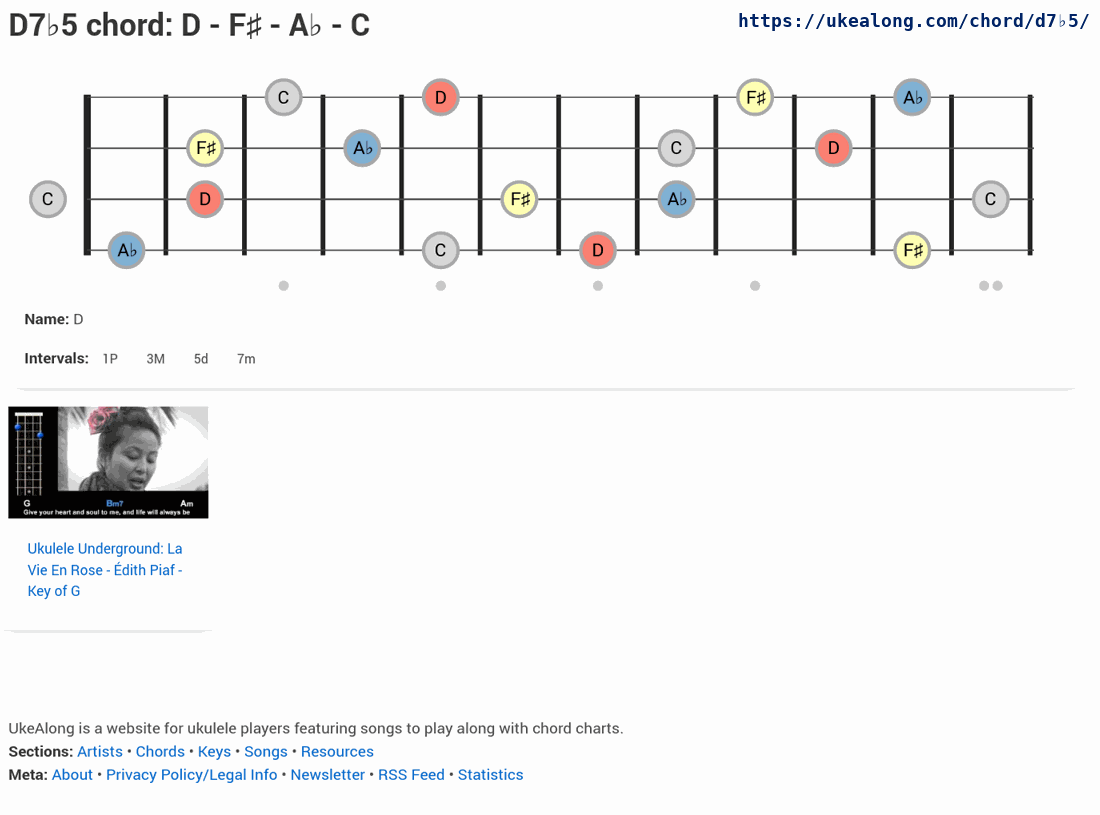 D7♭5 chord: D - F♯ - A♭ - C
https://ukealong.com/chord/d7♭5/
C D F♯ A♭
F♯ A♭ C D
C D F♯ A♭ C
A♭ C D F♯
Name: D
Intervals: 1P 3M 5d 7m
G Bm7 Am
Give your heart and soul to me, and life will always be
Ukulele Underground: La
Vie En Rose - Édith Piaf -
Key of G
UkeAlong is a website for ukulele players featuring songs to play along with chord charts.
Sections: Artists • Chords • Keys • Songs • Resources
Meta: About • Privacy Policy/Legal Info • Newsletter • RSS Feed • Statistics